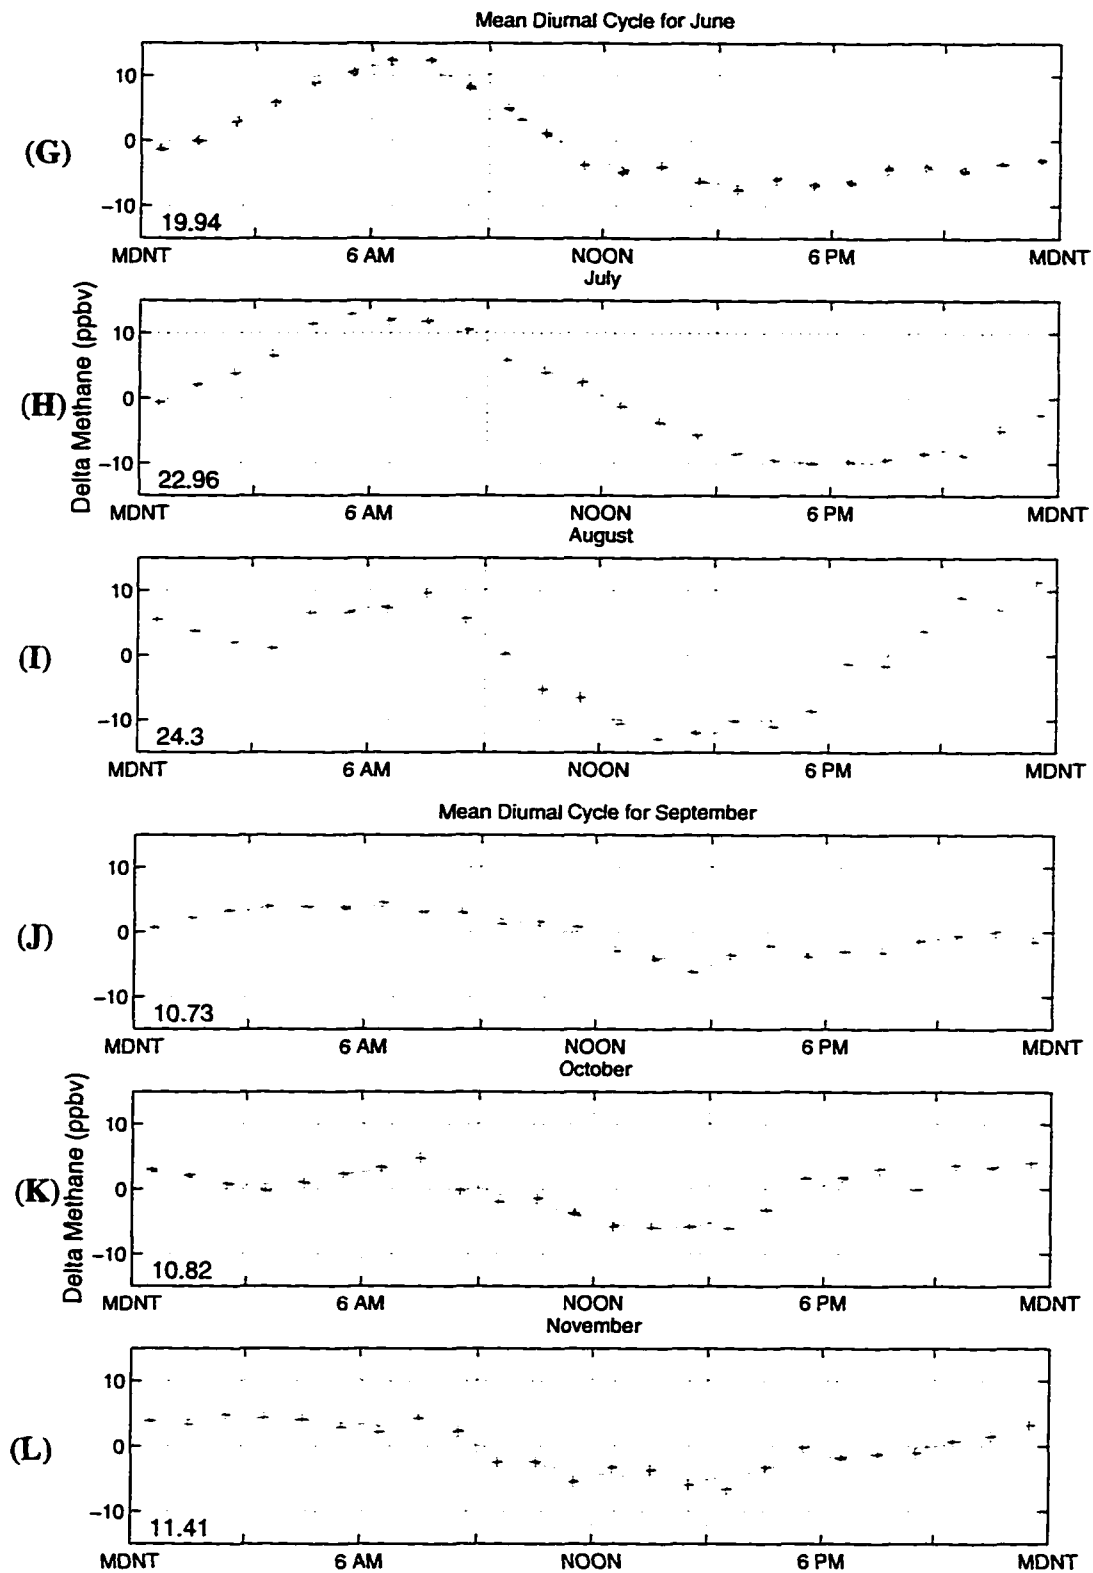 Mean Diurnal Cycle for June
(G)
10
0
−10
19.94
MDNT 6 AM NOON 6 PM MDNT
July
(H)
Delta Methane (ppbv)
10
0
−10
22.96
MDNT 6 AM NOON 6 PM MDNT
August
(I)
10
0
−10
24.3
MDNT 6 AM NOON 6 PM MDNT
Mean Diurnal Cycle for September
(J)
10
0
−10
10.73
MDNT 6 AM NOON 6 PM MDNT
October
(K)
Delta Methane (ppbv)
10
0
−10
10.82
MDNT 6 AM NOON 6 PM MDNT
November
(L)
10
0
−10
11.41
MDNT 6 AM NOON 6 PM MDNT